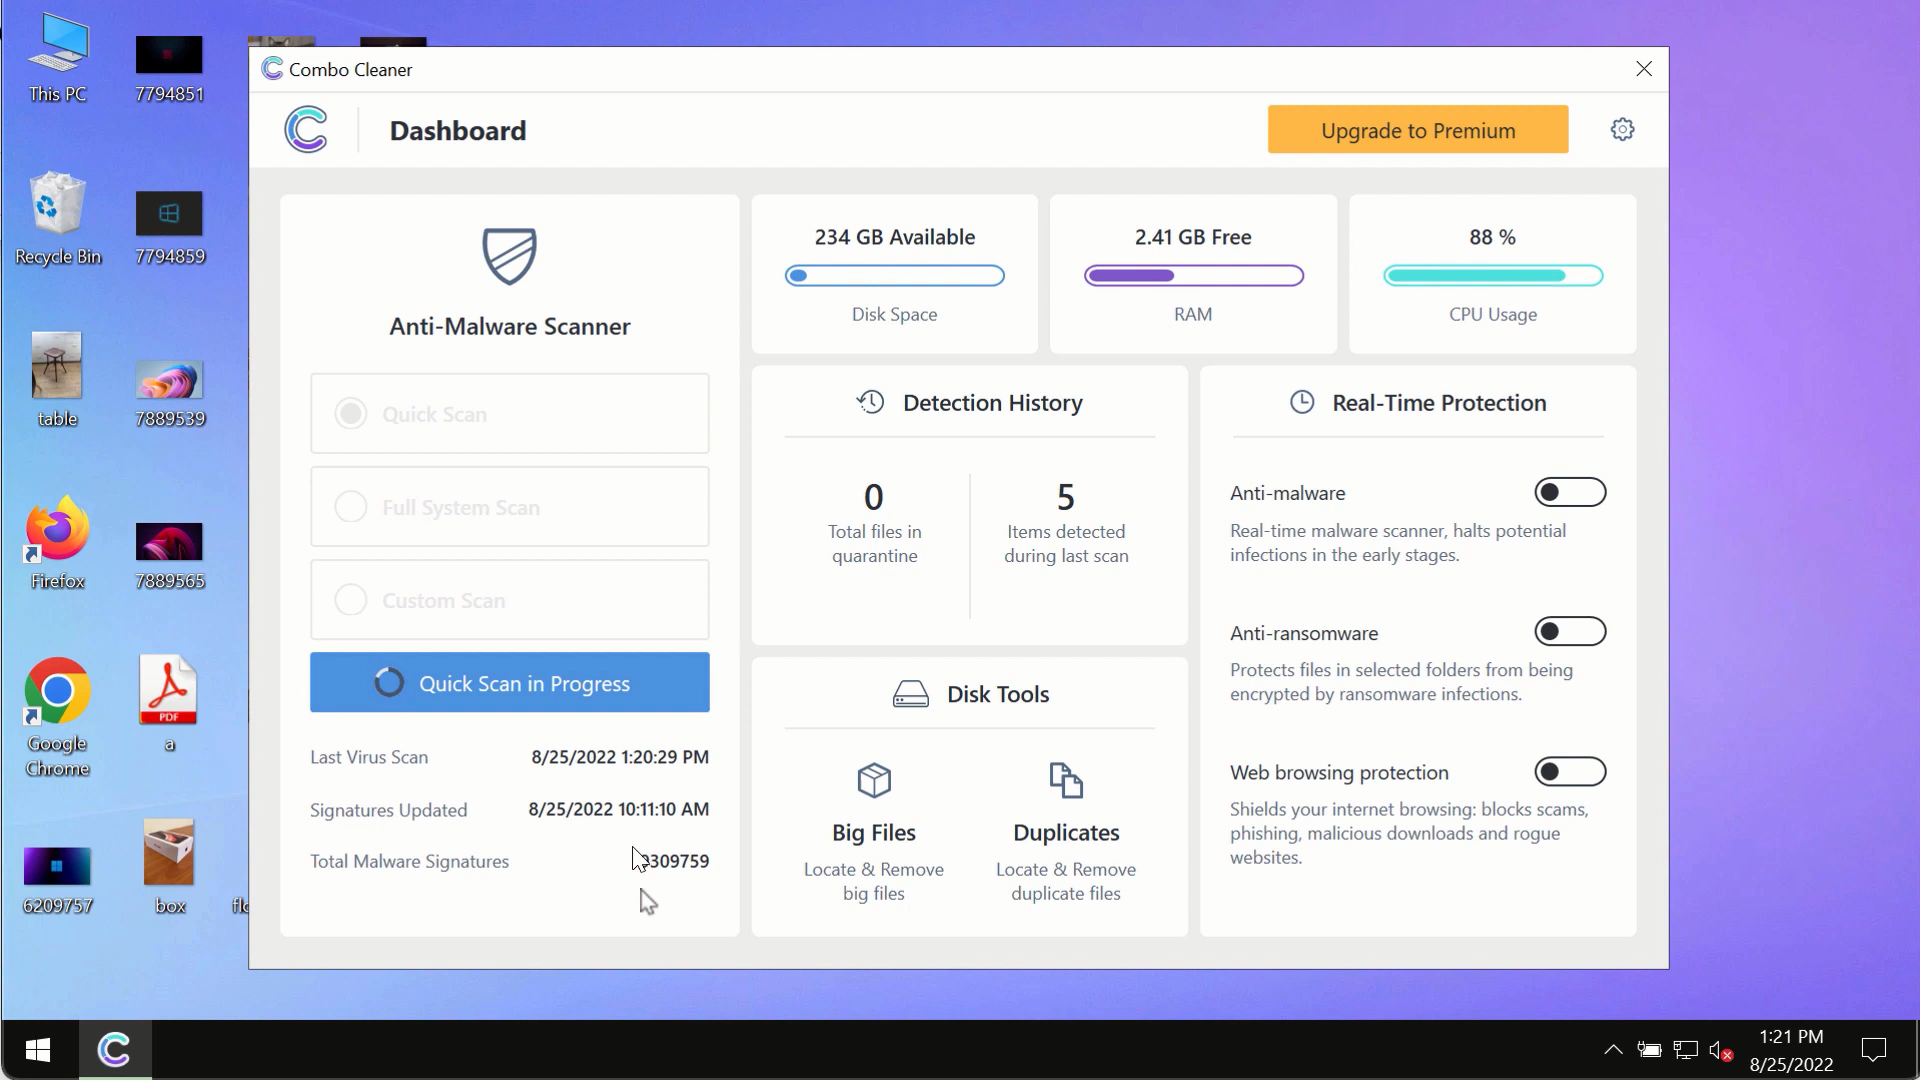 This PC
7794851
Recycle Bin
7794859
table
7889539
Firefox
7889565
Google
Chrome
PDF
a
6209757
box
Combo Cleaner
Dashboard
Upgrade to Premium
Anti-Malware Scanner
Quick Scan
Full System Scan
Custom Scan
Quick Scan in Progress
Last Virus Scan 8/25/2022 1:20:29 PM
Signatures Updated 8/25/2022 10:11:10 AM
Total Malware Signatures
234 GB Available
Disk Space
2.41 GB Free
RAM
88 %
CPU Usage
Detection History
0
Total files in
quarantine
5
Items detected
during last scan
Disk Tools
Big Files
Locate & Remove
big files
Duplicates
Locate & Remove
duplicate files
Real-Time Protection
Anti-malware
Real-time malware scanner, halts potential
infections in the early stages.
Anti-ransomware
Protects files in selected folders from being
encrypted by ransomware infections.
Web browsing protection
Shields your internet browsing: blocks scams,
phishing, malicious downloads and rogue
websites.
1:21 PM
8/25/2022